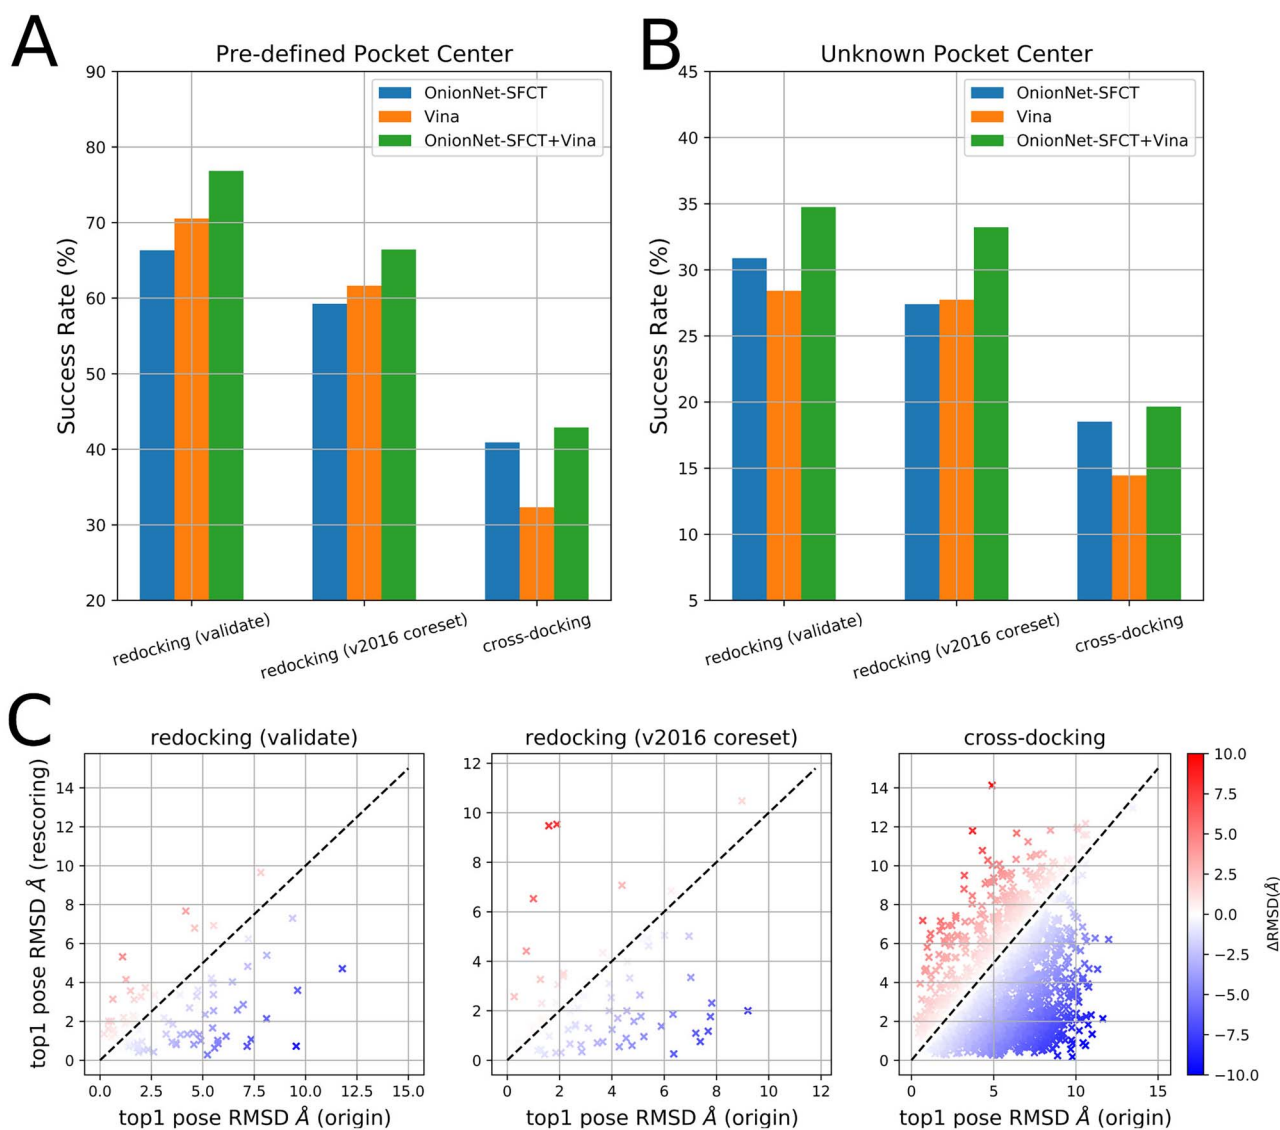 A
Pre-defined Pocket Center
90
80
70
60
50
40
30
20
Success Rate (%)
OnionNet-SFCT
Vina
OnionNet-SFCT+Vina
redocking (validate)
redocking (v2016 coreset)
cross-docking
B
Unknown Pocket Center
45
40
35
30
25
20
15
10
5
Success Rate (%)
OnionNet-SFCT
Vina
OnionNet-SFCT+Vina
redocking (validate)
redocking (v2016 coreset)
cross-docking
C
redocking (validate)
14
12
10
8
6
4
2
0
top1 pose RMSD Å (rescoring)
0.0 2.5 5.0 7.5 10.0 12.5 15.0
top1 pose RMSD Å (origin)
redocking (v2016 coreset)
12
10
8
6
4
2
0
0 2 4 6 8 10 12
top1 pose RMSD Å (origin)
cross-docking
14
12
10
8
6
4
2
0
0 5 10 15
top1 pose RMSD Å (origin)
10.0
7.5
5.0
2.5
0.0
−2.5
−5.0
−7.5
−10.0
ΔRMSD(Å)